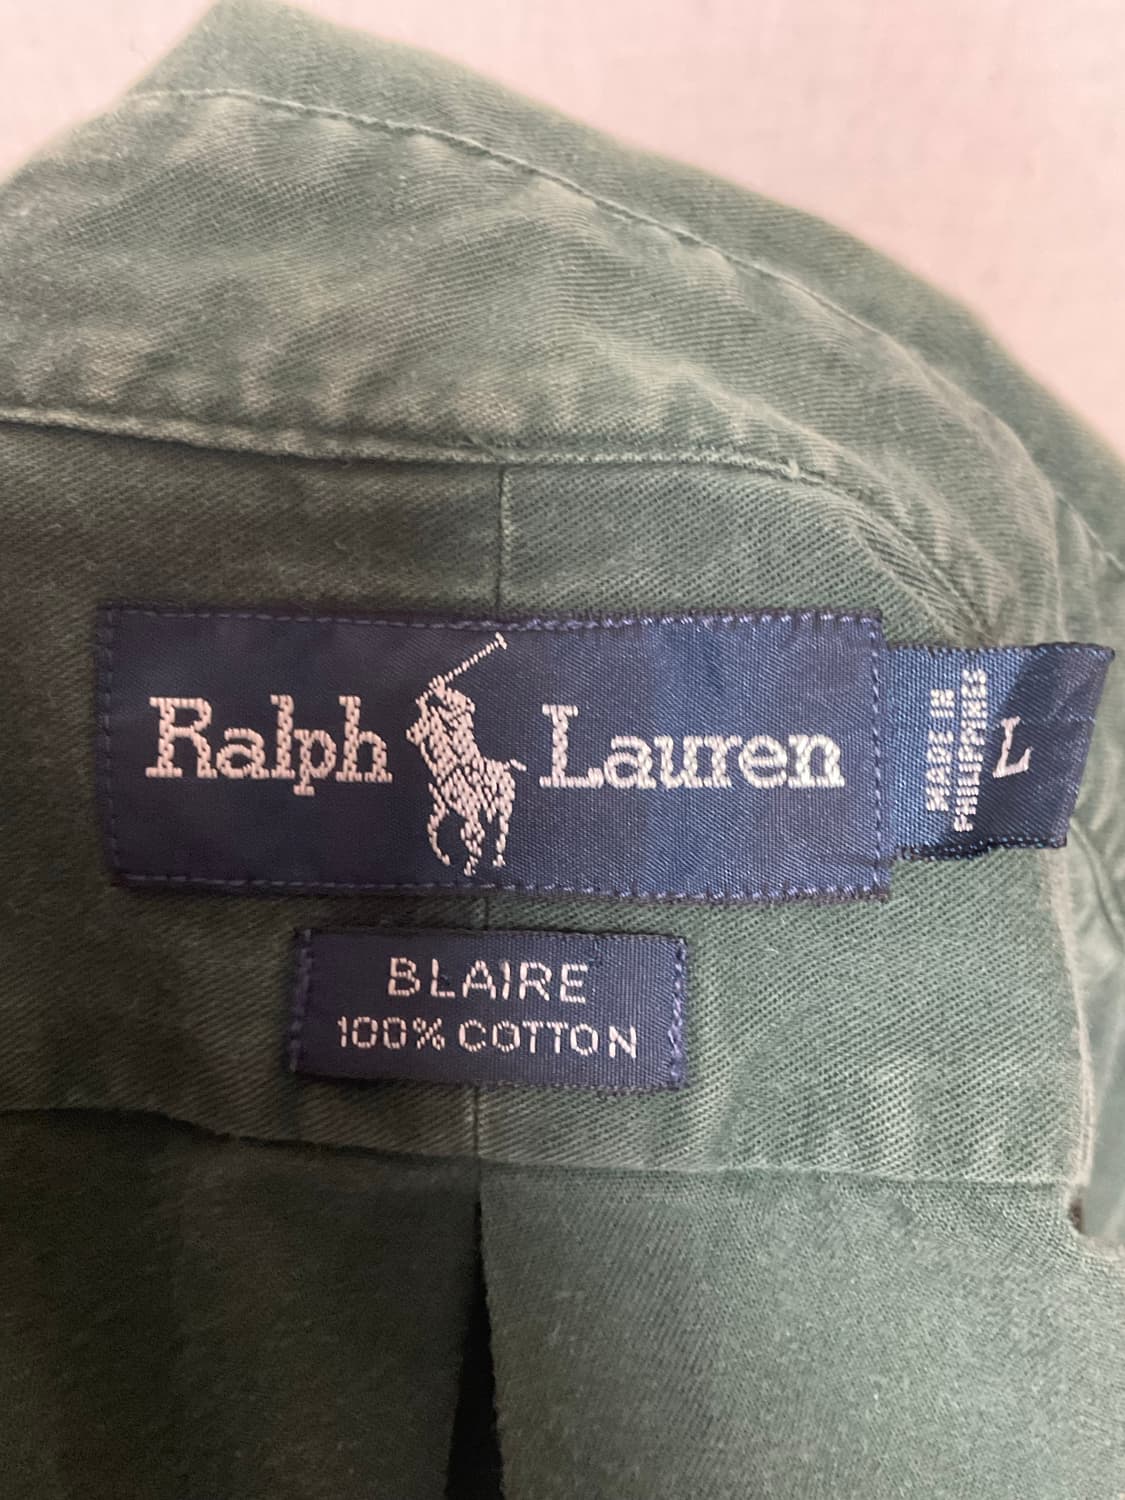 Ralph Lauren
MADE IN
PHILIPPINES
L
BLAIRE
100% COTTON